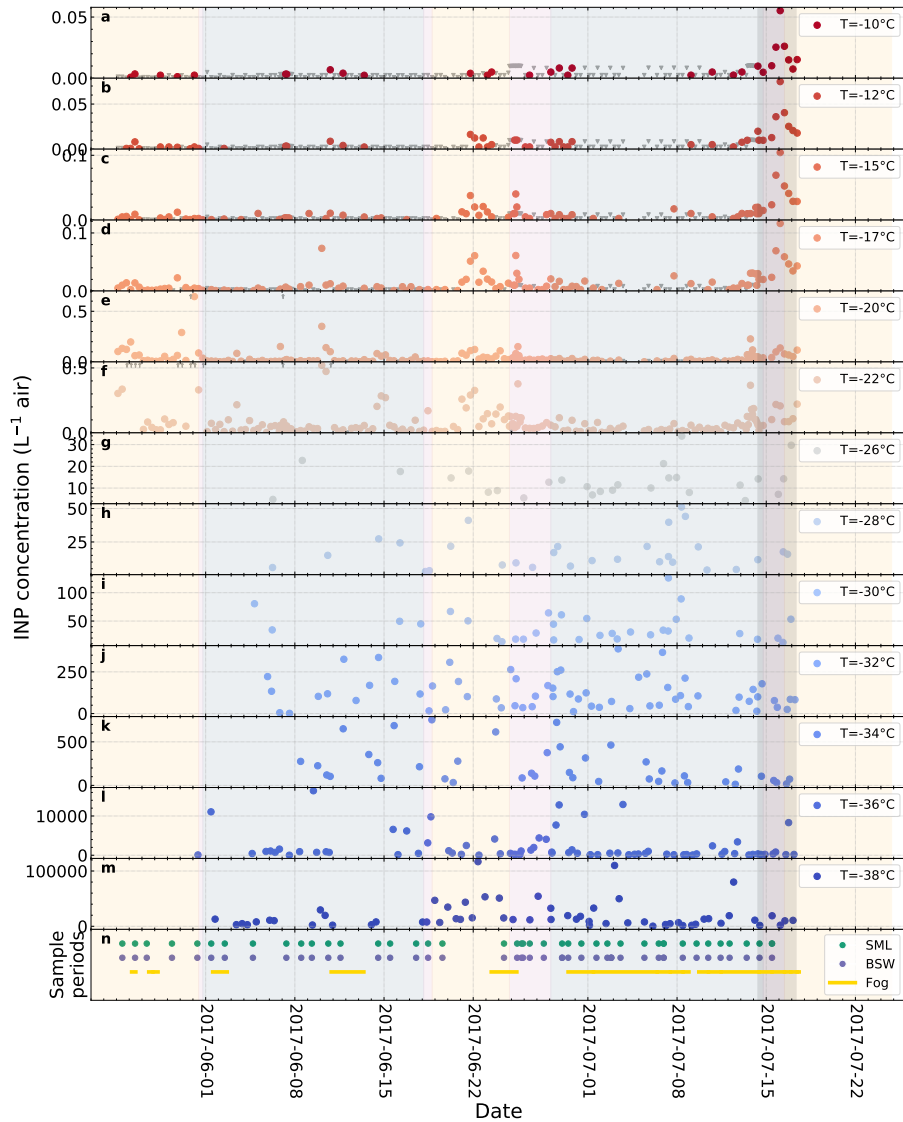 a
0.05
0.00
T=-10°C
b
0.05
0.00
T=-12°C
c
0.1
0.0
T=-15°C
d
0.1
0.0
T=-17°C
e
0.5
0.0
T=-20°C
f
0.5
0.0
T=-22°C
g
30
20
10
T=-26°C
h
50
25
T=-28°C
i
100
50
T=-30°C
j
250
0
T=-32°C
k
500
0
T=-34°C
l
10000
0
T=-36°C
m
100000
0
T=-38°C
n
SML
BSW
Fog
Sample
periods
INP concentration (L⁻¹ air)
2017-06-01
2017-06-08
2017-06-15
2017-06-22
2017-07-01
2017-07-08
2017-07-15
2017-07-22
Date